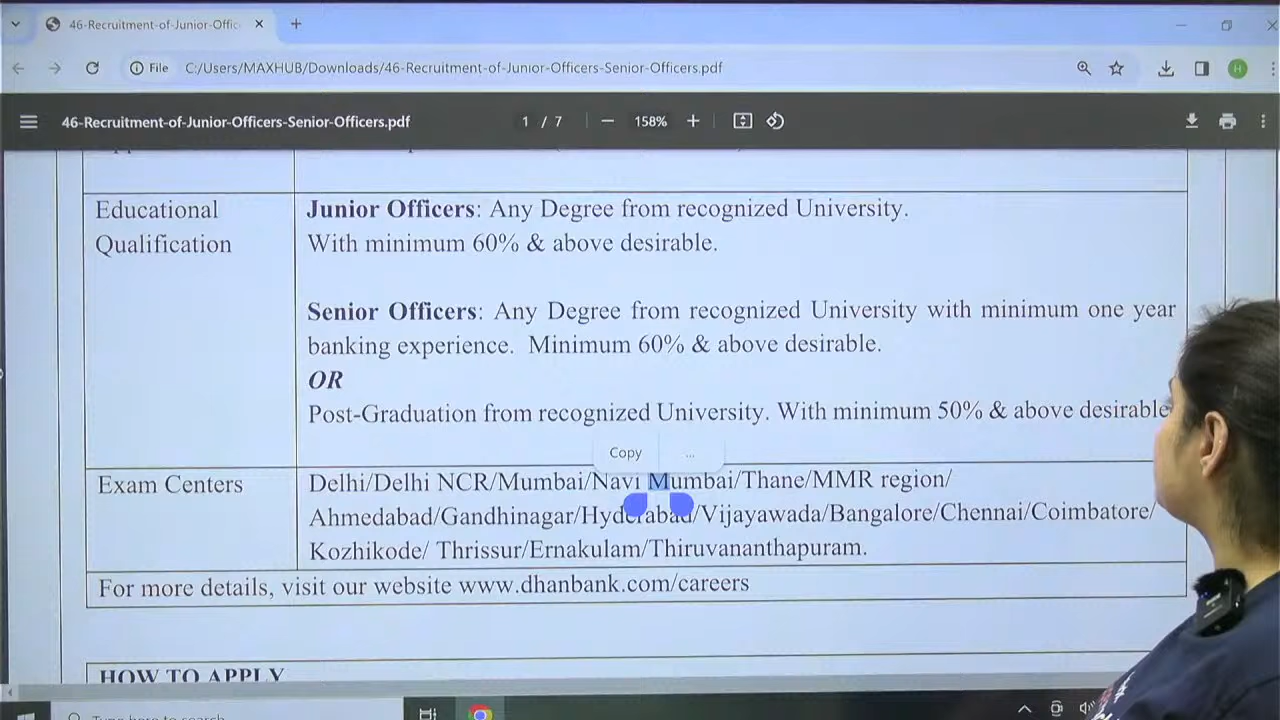 46-Recruitment-of-Junior-Offic
File
C:/Users/MAXHUB/Downloads/46-Recruitment-of-Junior-Officers-Senior-Officers.pdf
H
46-Recruitment-of-Junior-Officers-Senior-Officers.pdf
1 / 7
158%
Educational
Qualification
Junior Officers: Any Degree from recognized University.
With minimum 60% & above desirable.
Senior Officers: Any Degree from recognized University with minimum one year
banking experience. Minimum 60% & above desirable.
OR
Post-Graduation from recognized University. With minimum 50% & above desirable
Copy
...
Exam Centers
Delhi/Delhi NCR/Mumbai/Navi Mumbai/Thane/MMR region/
Ahmedabad/Gandhinagar/Hyderabad/Vijayawada/Bangalore/Chennai/Coimbatore/
Kozhikode/ Thrissur/Ernakulam/Thiruvananthapuram.
For more details, visit our website www.dhanbank.com/careers
HOW TO APPLY
Type here to search